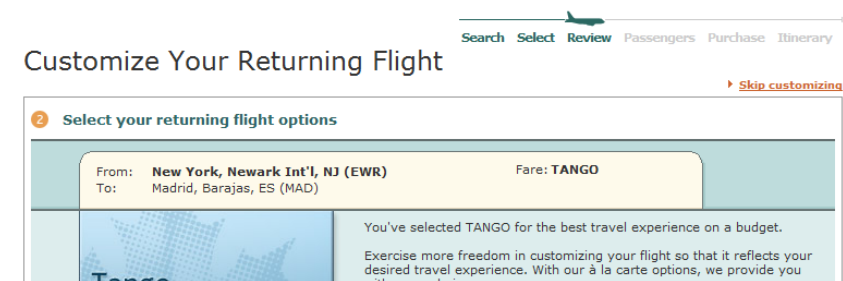 Search Select Review Passengers Purchase Itinerary
Customize Your Returning Flight
Skip customizing
2 Select your returning flight options
From: New York, Newark Int'l, NJ (EWR) Fare: TANGO
To: Madrid, Barajas, ES (MAD)
You've selected TANGO for the best travel experience on a budget.
Exercise more freedom in customizing your flight so that it reflects your
desired travel experience. With our à la carte options, we provide you
Tango